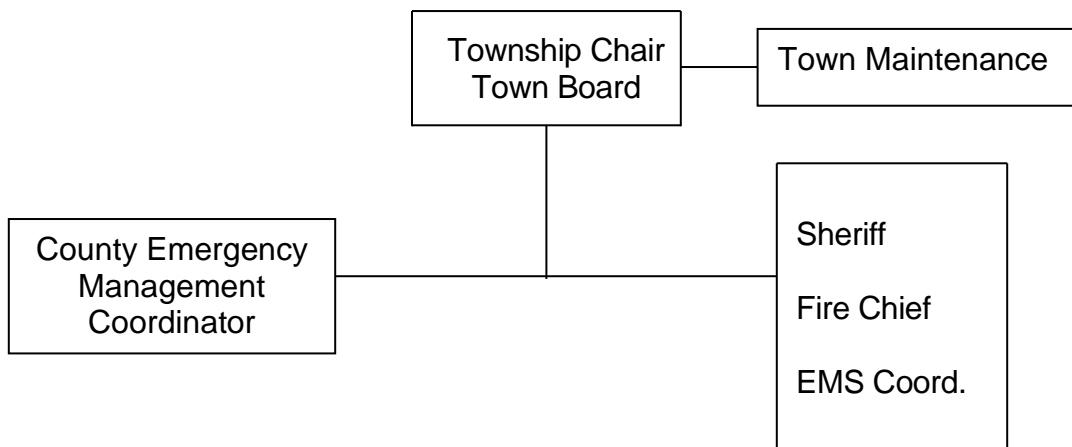 Township Chair
Town Board
Town Maintenance
County Emergency
Management
Coordinator
Sheriff
Fire Chief
EMS Coord.